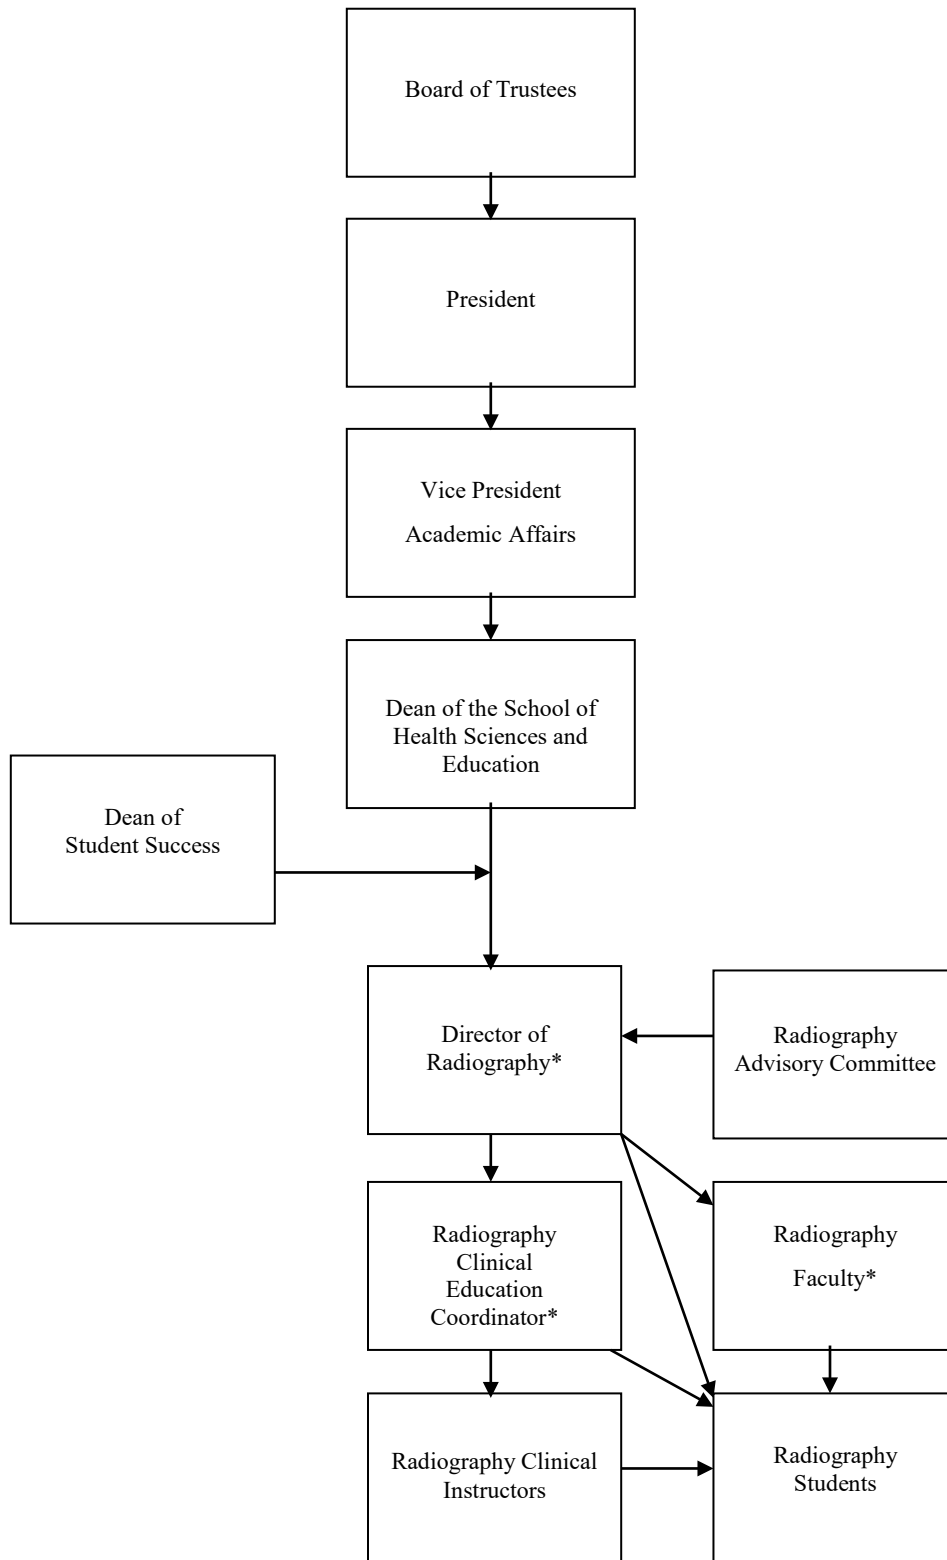 Board of Trustees
President
Vice President
Academic Affairs
Dean of the School of
Health Sciences and
Education
Dean of
Student Success
Director of
Radiography*
Radiography
Advisory Committee
Radiography
Clinical
Education
Coordinator*
Radiography
Faculty*
Radiography Clinical
Instructors
Radiography
Students